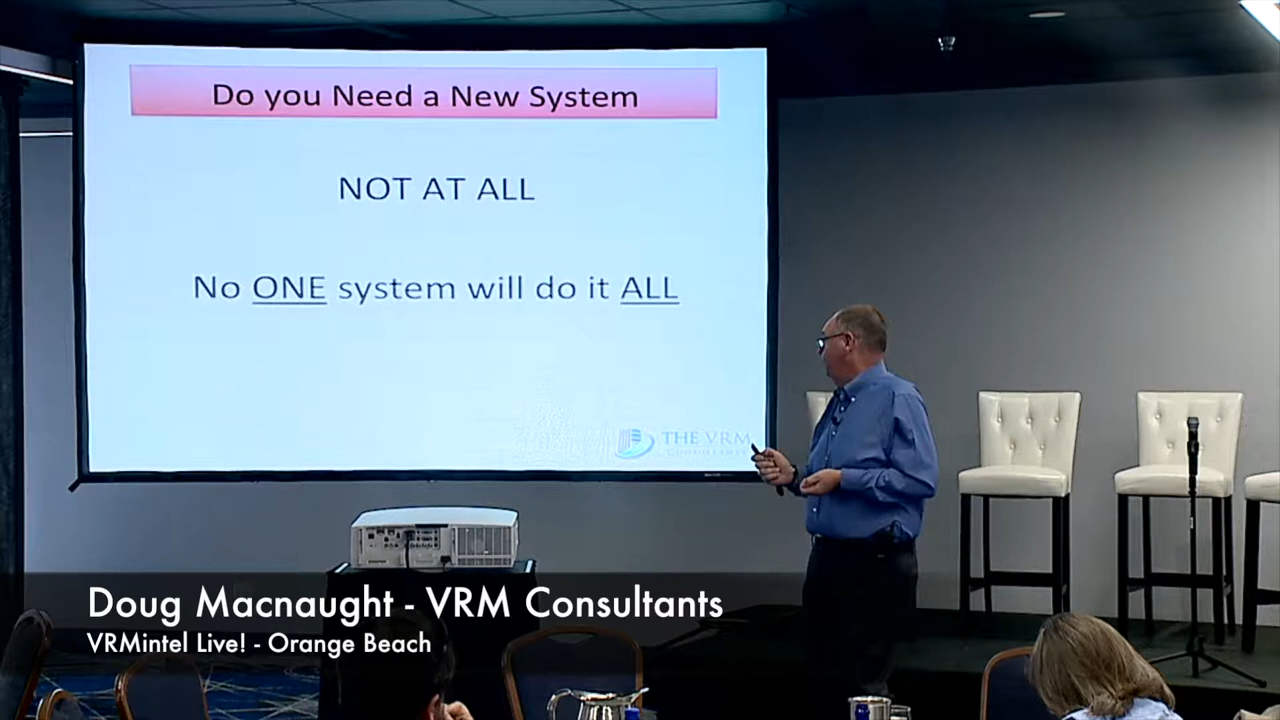 Do you Need a New System
NOT AT ALL
No ONE system will do it ALL
THE VRM
CONSULTANTS
Doug Macnaught - VRM Consultants
VRMintel Live! - Orange Beach